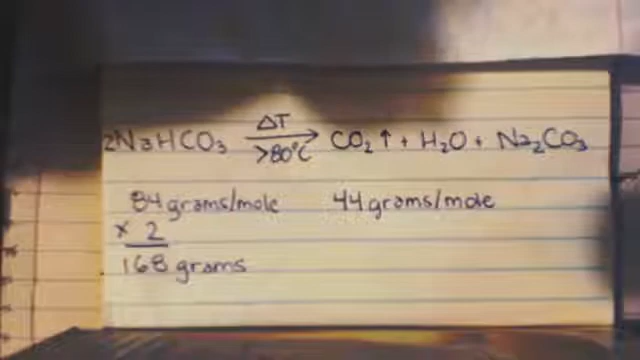 ΔT
2NaHCO₃ → CO₂↑ + H₂O + Na₂CO₃
>80°C
84 grams/mole 44 grams/mole
× 2
168 grams